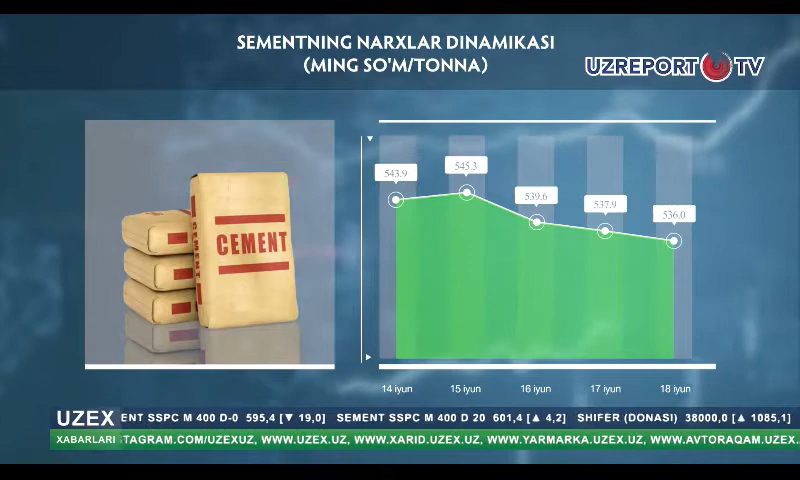 SEMENTNING NARXLAR DINAMIKASI
(MING SO'M/TONNA)
UZREPORT TV
CEMENT
CEMENT
543.9
545.3
539.6
537.9
536.0
14 iyun
15 iyun
16 iyun
17 iyun
18 iyun
UZEX
ENT SSPC M 400 D-0 595,4 [▼ 19,0] SEMENT SSPC M 400 D 20 601,4 [▲ 4,2] SHIFER (DONASI) 38000,0 [▲ 1085,1]
XABARLARI STAGRAM.COM/UZEXUZ, WWW.UZEX.UZ, WWW.XARID.UZEX.UZ, WWW.YARMARKA.UZEX.UZ, WWW.AVTORAQAM.UZEX.